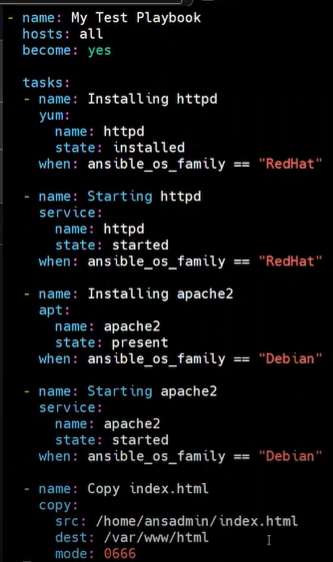 - name: My Test Playbook
  hosts: all
  become: yes

  tasks:
  - name: Installing httpd
    yum:
      name: httpd
      state: installed
    when: ansible_os_family == "RedHat"

  - name: Starting httpd
    service:
      name: httpd
      state: started
    when: ansible_os_family == "RedHat"

  - name: Installing apache2
    apt:
      name: apache2
      state: present
    when: ansible_os_family == "Debian"

  - name: Starting apache2
    service:
      name: apache2
      state: started
    when: ansible_os_family == "Debian"

  - name: Copy index.html
    copy:
      src: /home/ansadmin/index.html
      dest: /var/www/html
      mode: 0666